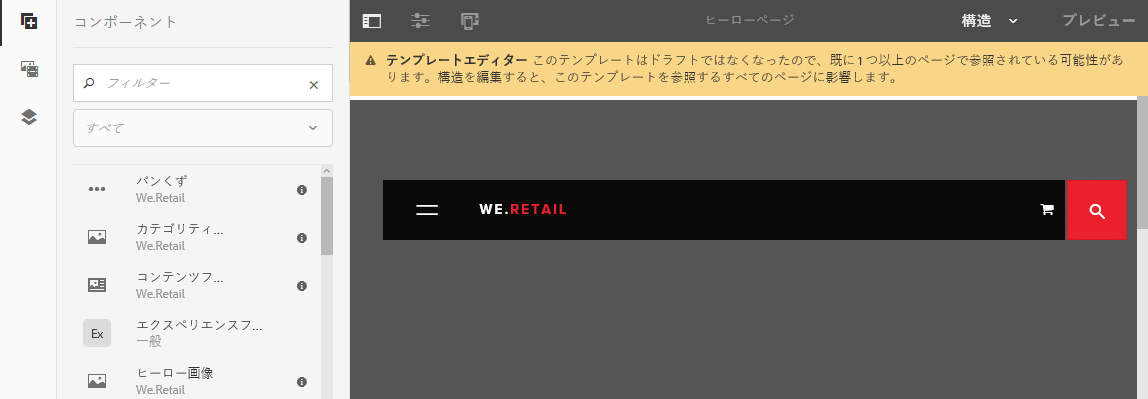 コンポーネント
フィルター
すべて
パンくず
We.Retail
カテゴリティ...
We.Retail
コンテンツフ...
We.Retail
Ex
エクスペリエンスフ...
一般
ヒーロー画像
We.Retail
ヒーローページ
構造
プレビュー
テンプレートエディター このテンプレートはドラフトではなくなったので、既に 1 つ以上のページで参照されている可能性があ
ります。構造を編集すると、このテンプレートを参照するすべてのページに影響します。
WE.RETAIL